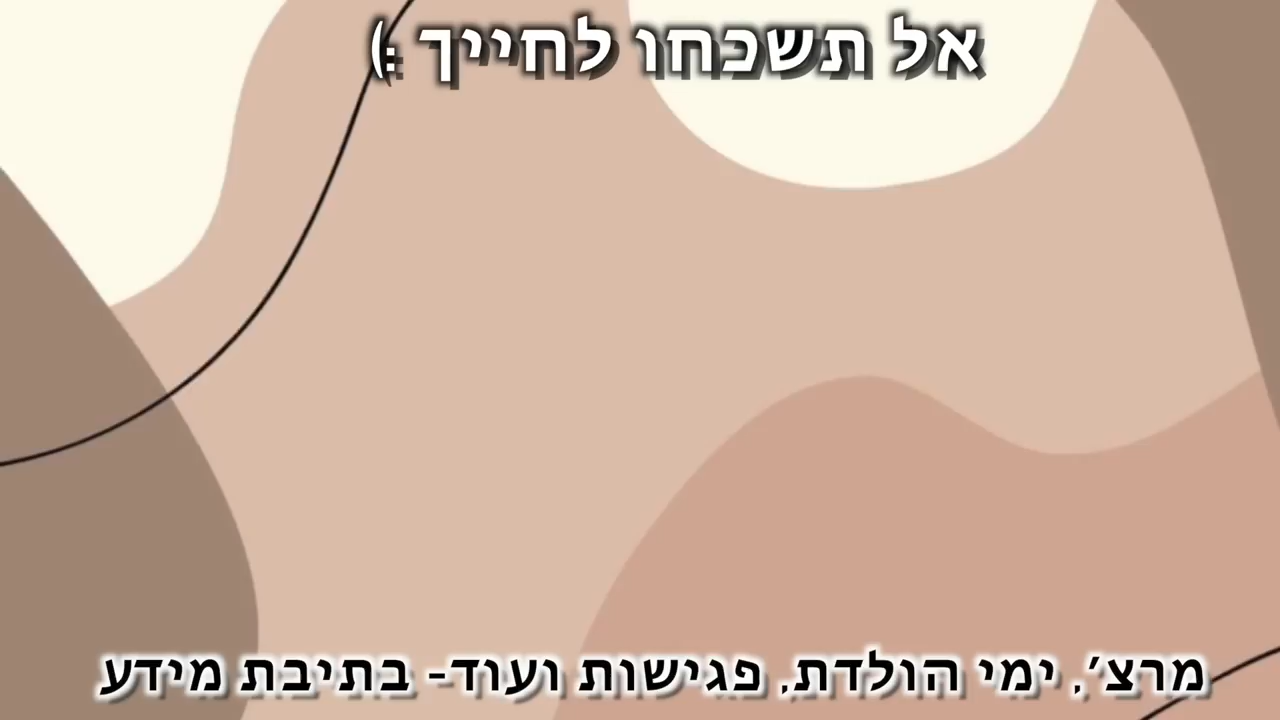 אל תשכחו לחייך :)
מרצ', ימי הולדת, פגישות ועוד- בתיבת מידע